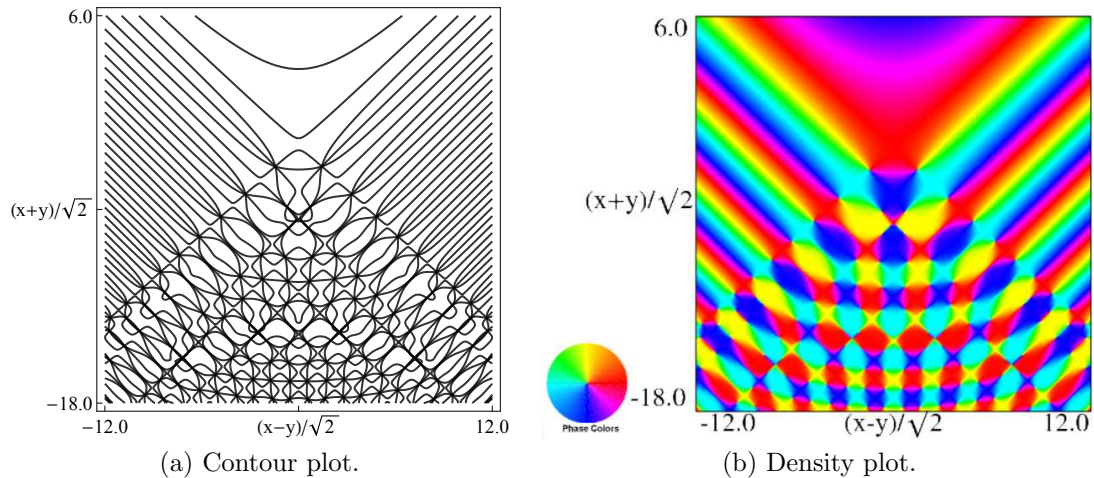 6.0
(x+y)/√2
−18.0
−12.0
(x−y)/√2
12.0
(a) Contour plot.
6.0
(x+y)/√2
Phase Colors
-18.0
-12.0
(x-y)/√2
12.0
(b) Density plot.